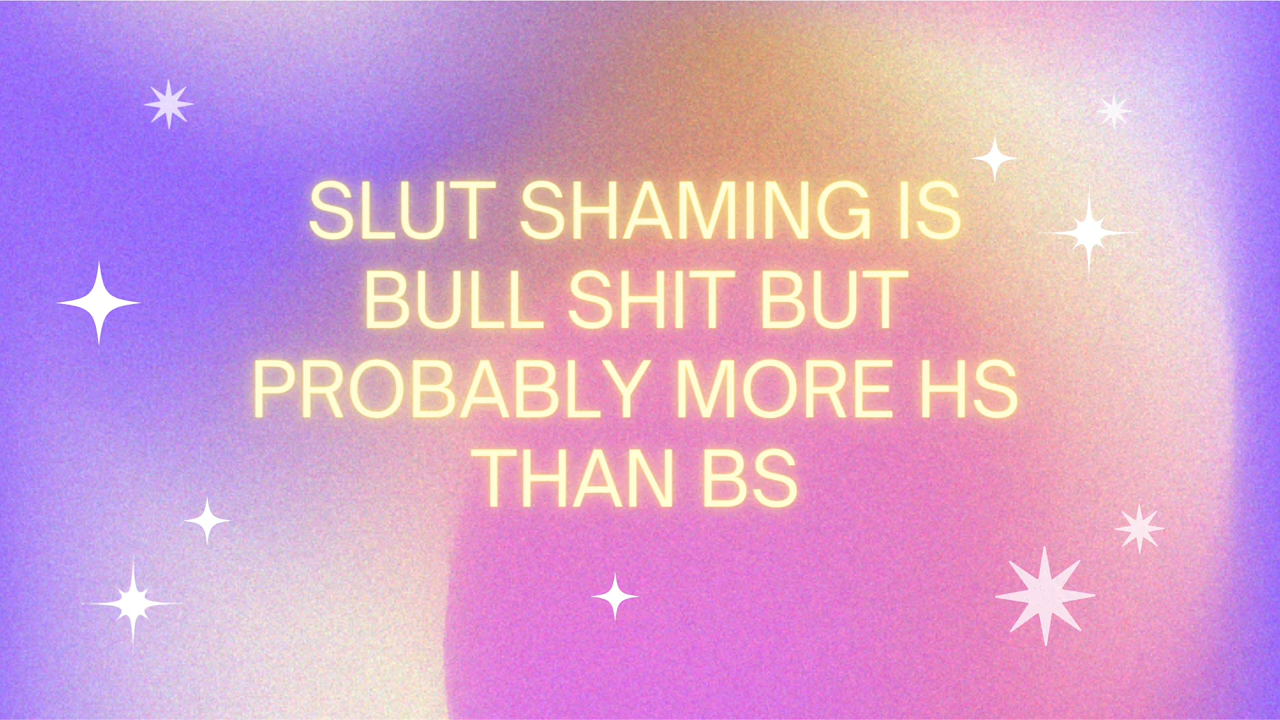 SLUT SHAMING IS
BULL SHIT BUT
PROBABLY MORE HS
THAN BS